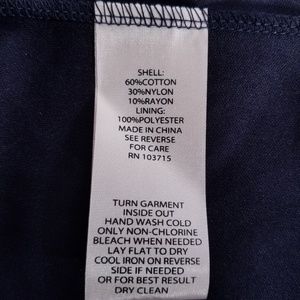 SHELL:
60%COTTON
30%NYLON
10%RAYON
LINING:
100%POLYESTER
MADE IN CHINA
SEE REVERSE
FOR CARE
RN 103715
TURN GARMENT
INSIDE OUT
HAND WASH COLD
ONLY NON-CHLORINE
BLEACH WHEN NEEDED
LAY FLAT TO DRY
COOL IRON ON REVERSE
SIDE IF NEEDED
OR FOR BEST RESULT
DRY CLEAN